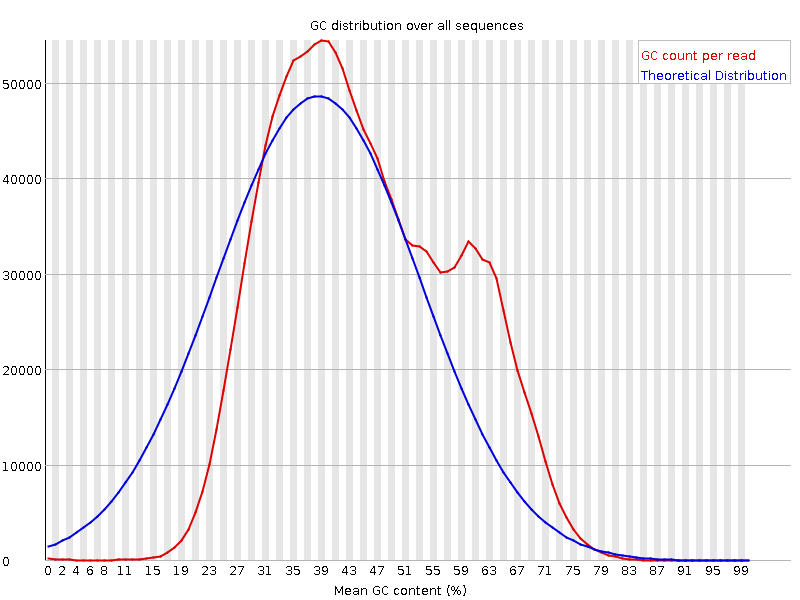 GC distribution over all sequences
GC count per read
Theoretical Distribution
50000
40000
30000
20000
10000
0
0 2 4 6 8 11 15 19 23 27 31 35 39 43 47 51 55 59 63 67 71 75 79 83 87 91 95 99
Mean GC content (%)